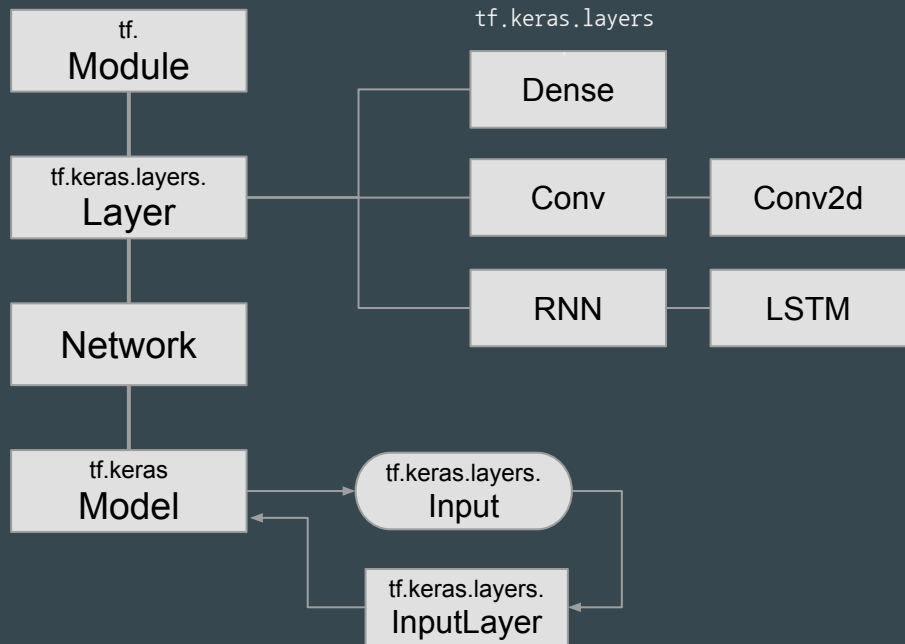 tf.
Module
tf.keras.layers.
Layer
Network
tf.keras
Model
tf.keras.layers
Dense
Conv
Conv2d
RNN
LSTM
tf.keras.layers.
Input
tf.keras.layers.
InputLayer